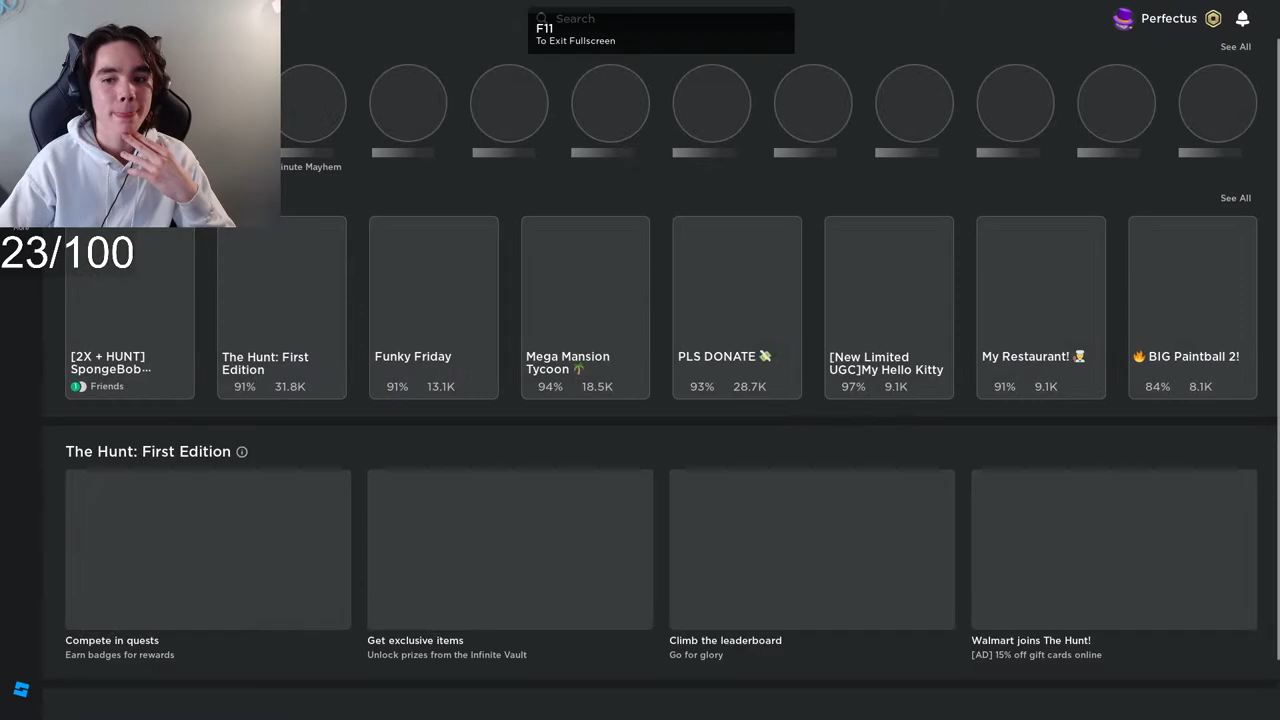 Search
F11
To Exit Fullscreen
Perfectus
See All
inute Mayhem
See All
23/100
[2X + HUNT]
SpongeBob...
Friends
The Hunt: First
Edition
91% 31.8K
Funky Friday
91% 13.1K
Mega Mansion
Tycoon 🌴
94% 18.5K
PLS DONATE 💸
93% 28.7K
[New Limited
UGC]My Hello Kitty
97% 9.1K
My Restaurant! 🧑‍🍳
91% 9.1K
🔥 BIG Paintball 2!
84% 8.1K
The Hunt: First Edition
Compete in quests
Earn badges for rewards
Get exclusive items
Unlock prizes from the Infinite Vault
Climb the leaderboard
Go for glory
Walmart joins The Hunt!
[AD] 15% off gift cards online